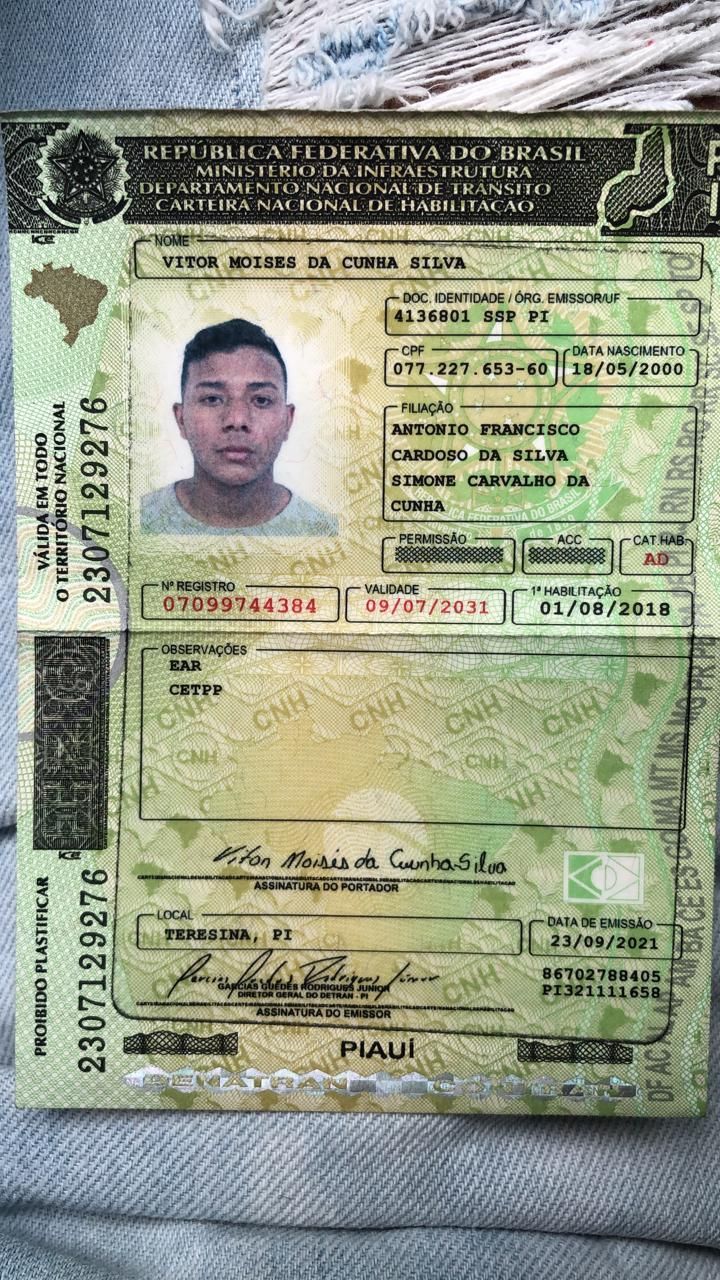 REPÚBLICA FEDERATIVA DO BRASIL
MINISTÉRIO DA INFRAESTRUTURA
DEPARTAMENTO NACIONAL DE TRÂNSITO
CARTEIRA NACIONAL DE HABILITAÇÃO
NOME
VITOR MOISES DA CUNHA SILVA
DOC. IDENTIDADE / ÓRG. EMISSOR/UF
4136801 SSP PI
CPF
077.227.653-60
DATA NASCIMENTO
18/05/2000
FILIAÇÃO
ANTONIO FRANCISCO
CARDOSO DA SILVA
SIMONE CARVALHO DA
CUNHA
PERMISSÃO
ACC
CAT.HAB.
AD
Nº REGISTRO
07099744384
VALIDADE
09/07/2031
1ª HABILITAÇÃO
01/08/2018
VÁLIDA EM TODO
O TERRITÓRIO NACIONAL
2307129276
OBSERVAÇÕES
EAR
CETPP
Vitor Moisés da Cunha Silva
ASSINATURA DO PORTADOR
LOCAL
TERESINA, PI
DATA DE EMISSÃO
23/09/2021
GARCIAS GUEDES RODRIGUES JUNIOR
DIRETOR GERAL DO DETRAN - PI
ASSINATURA DO EMISSOR
86702788405
PI321111658
PROIBIDO PLASTIFICAR
2307129276
PIAUÍ
DENATRAN CONTRAN